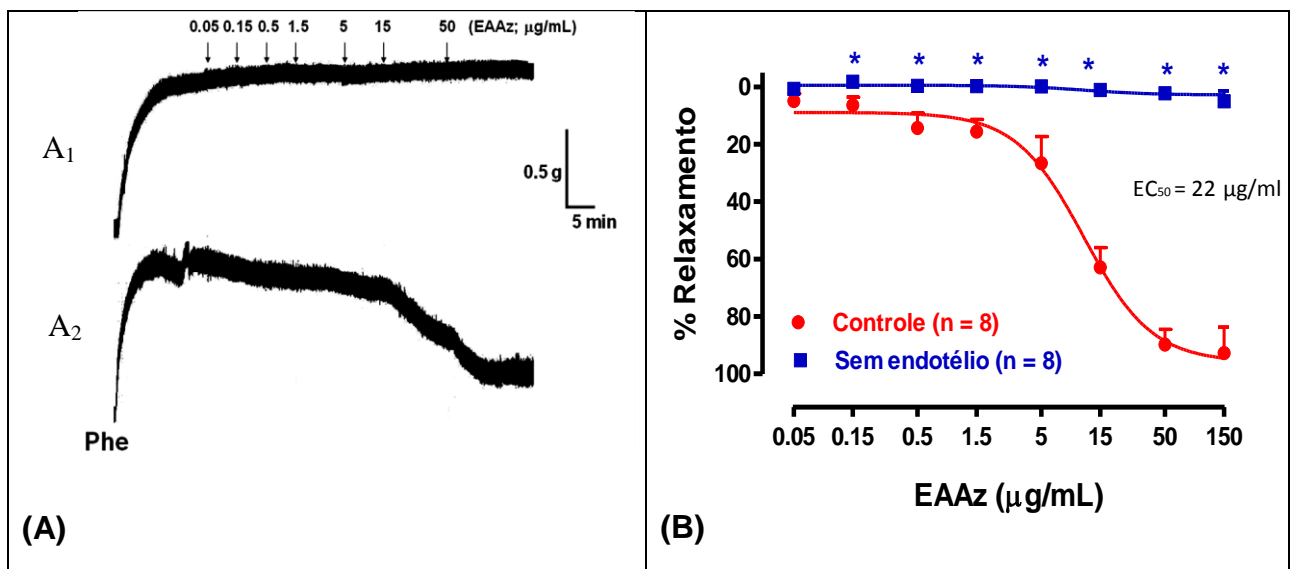 0.05 0.15 0.5 1.5 5 15 50 (EAAz; μg/mL)
A1
0.5 g
5 min
A2
Phe
(A)
* * * * * * *
0
20
40
60
80
100
% Relaxamento
EC50 = 22 μg/ml
Controle (n = 8)
Sem endotélio (n = 8)
0.05 0.15 0.5 1.5 5 15 50 150
EAAz (μg/mL)
(B)